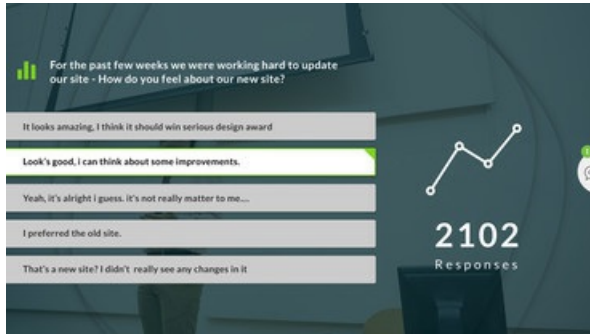 For the past few weeks we were working hard to update
our site - How do you feel about our new site?
It looks amazing, I think it should win serious design award
Look's good, i can think about some improvements.
Yeah, it's alright i guess. it's not really matter to me....
I preferred the old site.
That's a new site? I didn't really see any changes in it
2102
Responses